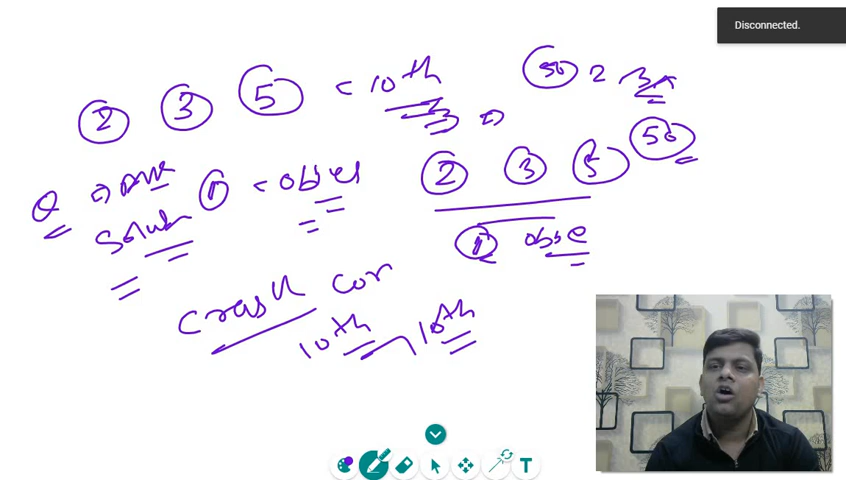 Disconnected.
2 3 5 = 10th
50 2
Q Solun 1 = obser
2 3 5 50
1 obse
Crash cor
10th 10th
T